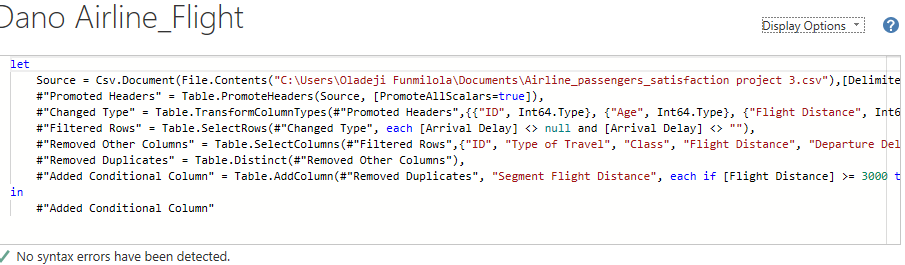 Dano Airline_Flight
Display Options
?
let
Source = Csv.Document(File.Contents("C:\Users\Oladeji Funmilola\Documents\Airline_passengers_satisfaction project 3.csv"),[Delimite
#"Promoted Headers" = Table.PromoteHeaders(Source, [PromoteAllScalars=true]),
#"Changed Type" = Table.TransformColumnTypes(#"Promoted Headers",{{"ID", Int64.Type}, {"Age", Int64.Type}, {"Flight Distance", Int6
#"Filtered Rows" = Table.SelectRows(#"Changed Type", each [Arrival Delay] <> null and [Arrival Delay] <> ""),
#"Removed Other Columns" = Table.SelectColumns(#"Filtered Rows",{"ID", "Type of Travel", "Class", "Flight Distance", "Departure Del
#"Removed Duplicates" = Table.Distinct(#"Removed Other Columns"),
#"Added Conditional Column" = Table.AddColumn(#"Removed Duplicates", "Segment Flight Distance", each if [Flight Distance] >= 3000 t
in
#"Added Conditional Column"
No syntax errors have been detected.